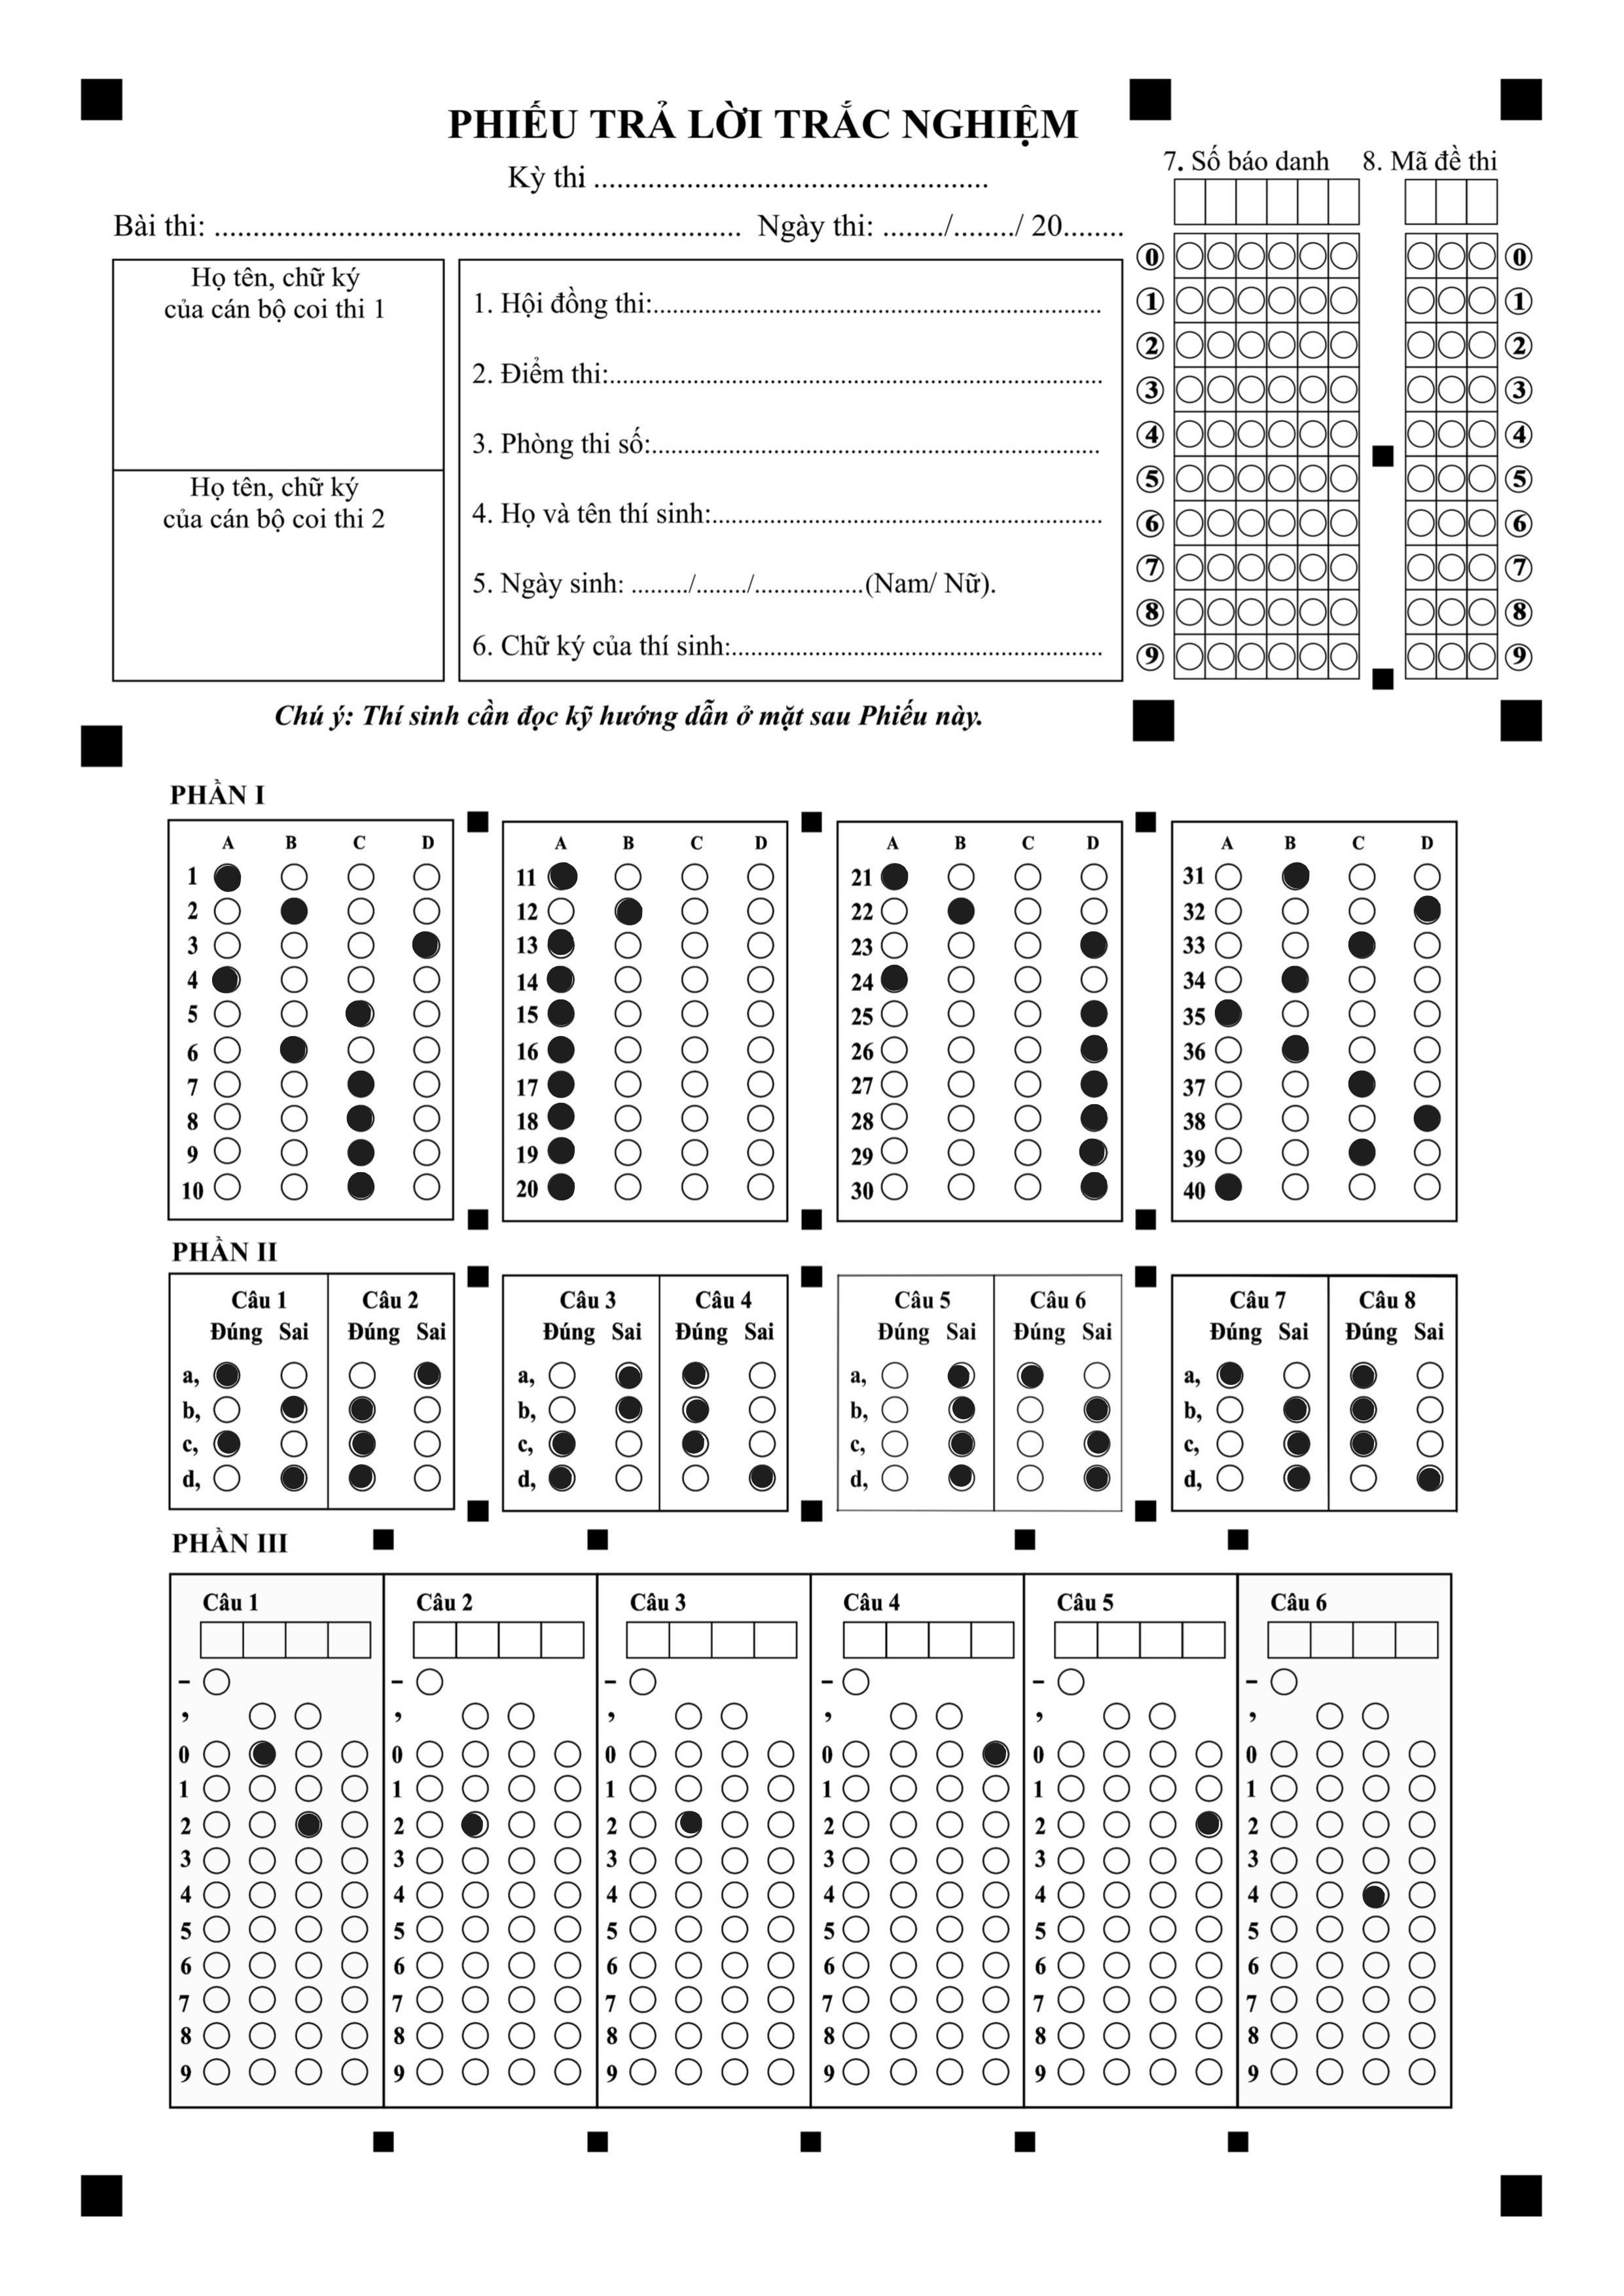 PHIẾU TRẢ LỜI TRẮC NGHIỆM
Kỳ thi ...................................................
Bài thi: .................................................................... Ngày thi: ......../......../ 20........
7. Số báo danh 8. Mã đề thi
Họ tên, chữ ký
của cán bộ coi thi 1
Họ tên, chữ ký
của cán bộ coi thi 2
1. Hội đồng thi:..........................................................
2. Điểm thi:................................................................
3. Phòng thi số:..........................................................
4. Họ và tên thí sinh:..................................................
5. Ngày sinh: ........./......../.................(Nam/ Nữ).
6. Chữ ký của thí sinh:................................................
0 0
1 1
2 2
3 3
4 4
5 5
6 6
7 7
8 8
9 9
Chú ý: Thí sinh cần đọc kỹ hướng dẫn ở mặt sau Phiếu này.
PHẦN I
A B C D A B C D A B C D A B C D
1 11 21 31
2 12 22 32
3 13 23 33
4 14 24 34
5 15 25 35
6 16 26 36
7 17 27 37
8 18 28 38
9 19 29 39
10 20 30 40
PHẦN II
Câu 1 Câu 2 Câu 3 Câu 4 Câu 5 Câu 6 Câu 7 Câu 8
Đúng Sai Đúng Sai Đúng Sai Đúng Sai Đúng Sai Đúng Sai Đúng Sai Đúng Sai
a, a, a, a,
b, b, b, b,
c, c, c, c,
d, d, d, d,
PHẦN III
Câu 1 Câu 2 Câu 3 Câu 4 Câu 5 Câu 6
- - - - - -
, , , , , ,
0 0 0 0 0 0
1 1 1 1 1 1
2 2 2 2 2 2
3 3 3 3 3 3
4 4 4 4 4 4
5 5 5 5 5 5
6 6 6 6 6 6
7 7 7 7 7 7
8 8 8 8 8 8
9 9 9 9 9 9